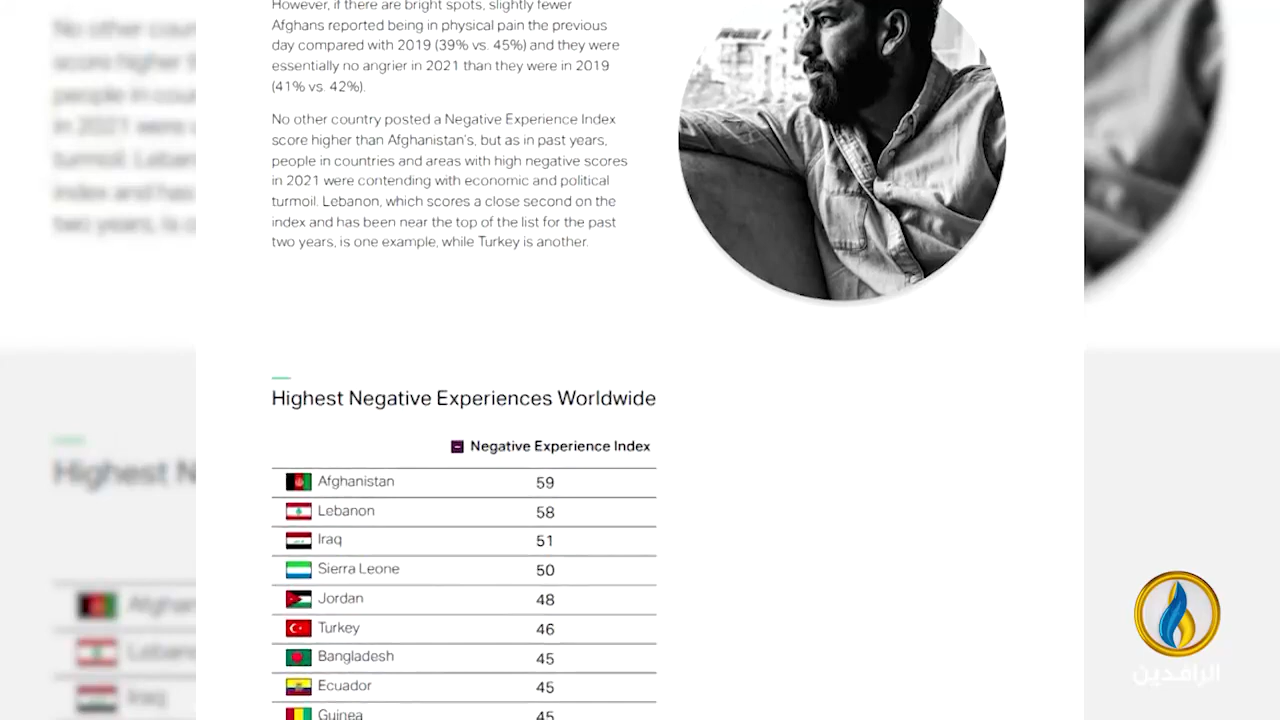 However, if there are bright spots, slightly fewer
Afghans reported being in physical pain the previous
day compared with 2019 (39% vs. 45%) and they were
essentially no angrier in 2021 than they were in 2019
(41% vs. 42%).
No other country posted a Negative Experience Index
score higher than Afghanistan's, but as in past years,
people in countries and areas with high negative scores
in 2021 were contending with economic and political
turmoil. Lebanon, which scores a close second on the
index and has been near the top of the list for the past
two years, is one example, while Turkey is another.
Highest Negative Experiences Worldwide
Negative Experience Index
Afghanistan 59
Lebanon 58
Iraq 51
Sierra Leone 50
Jordan 48
Turkey 46
Bangladesh 45
Ecuador 45
Guinea 45
الرافدين